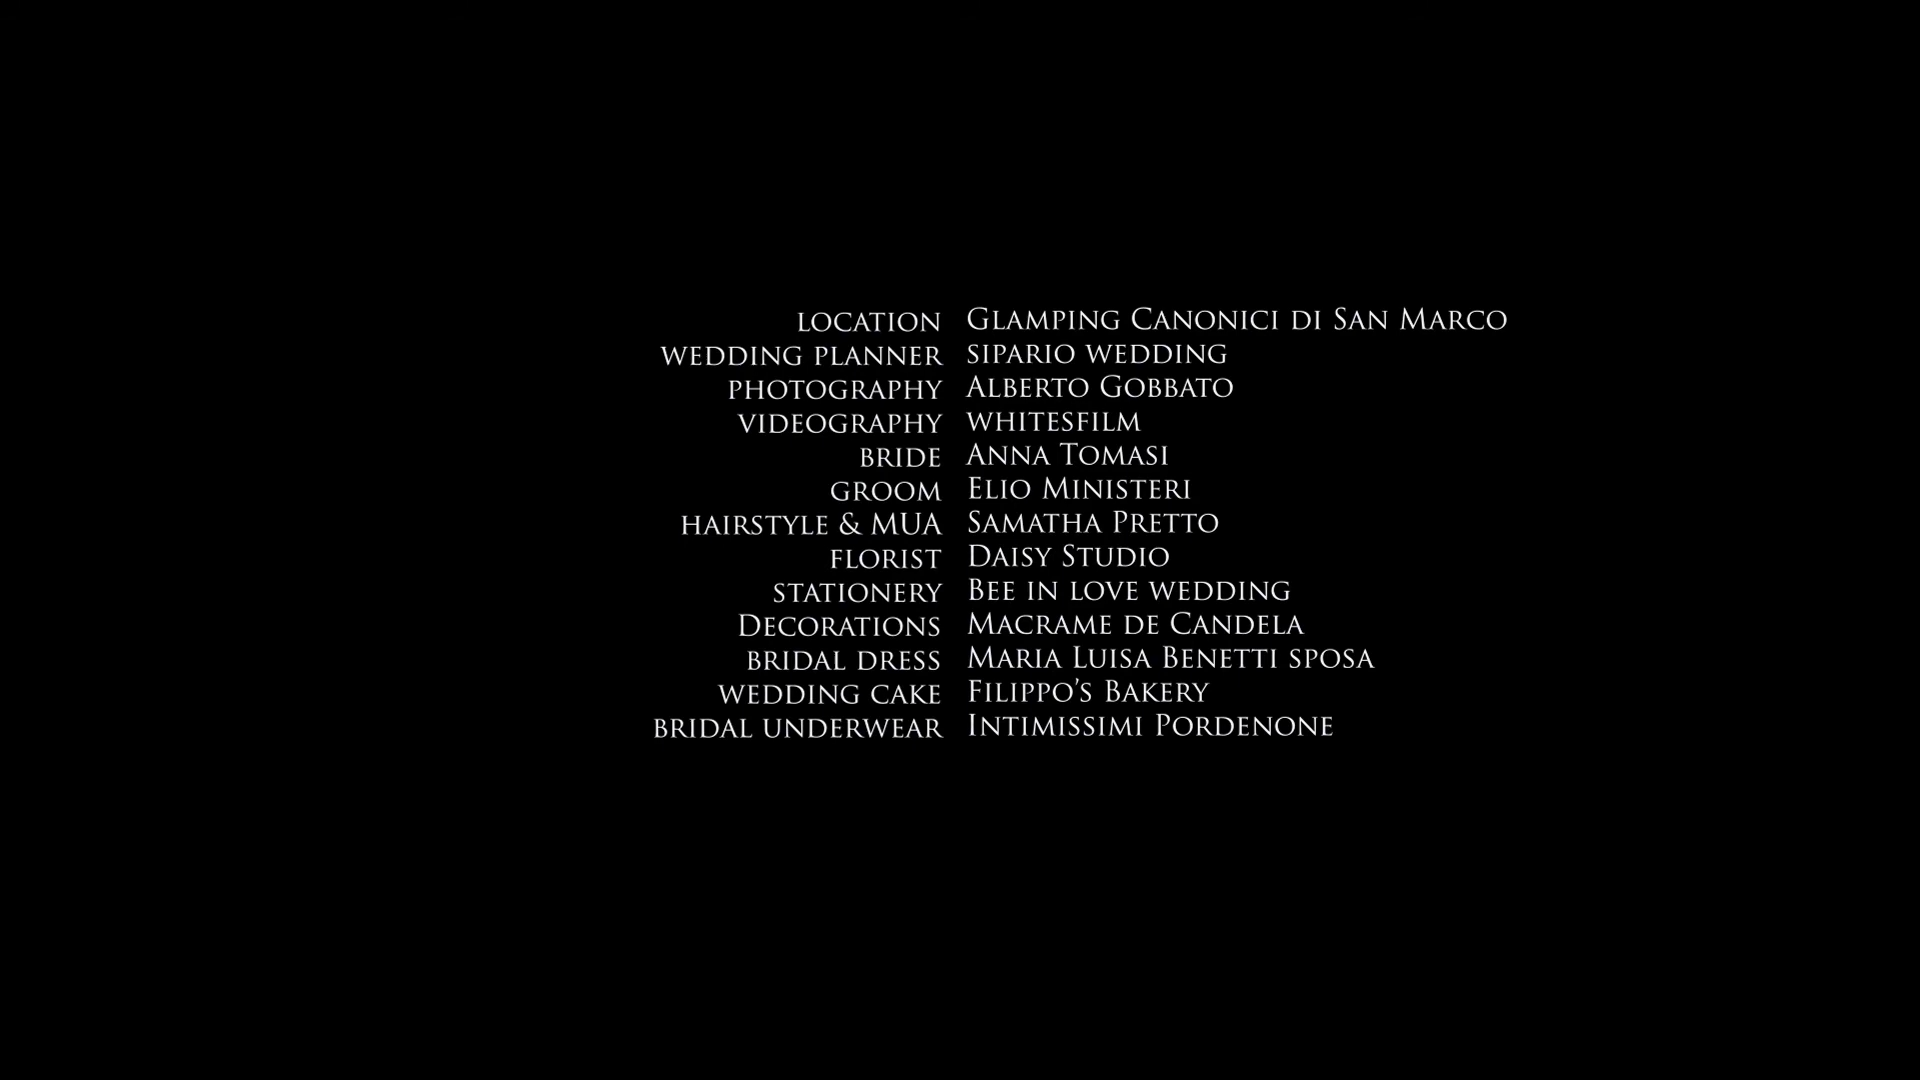 LOCATION Glamping Canonici di San Marco
WEDDING PLANNER SIPARIO WEDDING
PHOTOGRAPHY Alberto Gobbato
VIDEOGRAPHY WHITESFILM
BRIDE Anna Tomasi
GROOM Elio Ministeri
HAIRSTYLE & MUA Samatha Pretto
FLORIST Daisy Studio
STATIONERY Bee in love wedding
Decorations Macrame de Candela
BRIDAL DRESS Maria Luisa Benetti sposa
WEDDING CAKE Filippo’s Bakery
BRIDAL UNDERWEAR Intimissimi Pordenone